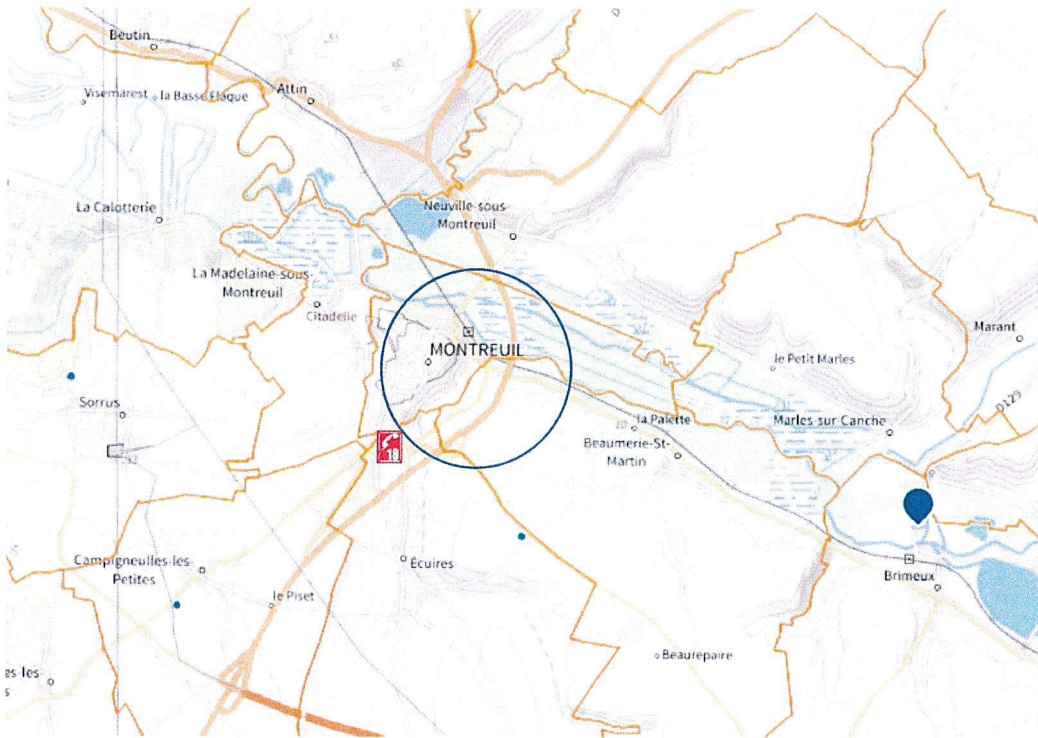 Beutin
Visemarest
la Basse Flaque
Attin
La Calotterie
Neuville-sous-
Montreuil
La Madelaine-sous-
Montreuil
Citadelle
MONTREUIL
Marant
le Petit Marles
D129
Sorrus
18
la Palette
10
Marles-sur-Canche
Beaumerie-St-
Martin
Campigneulles-les-
Petites
Écuires
le Piset
Brimeux
Beaurepaire
es-les-
s